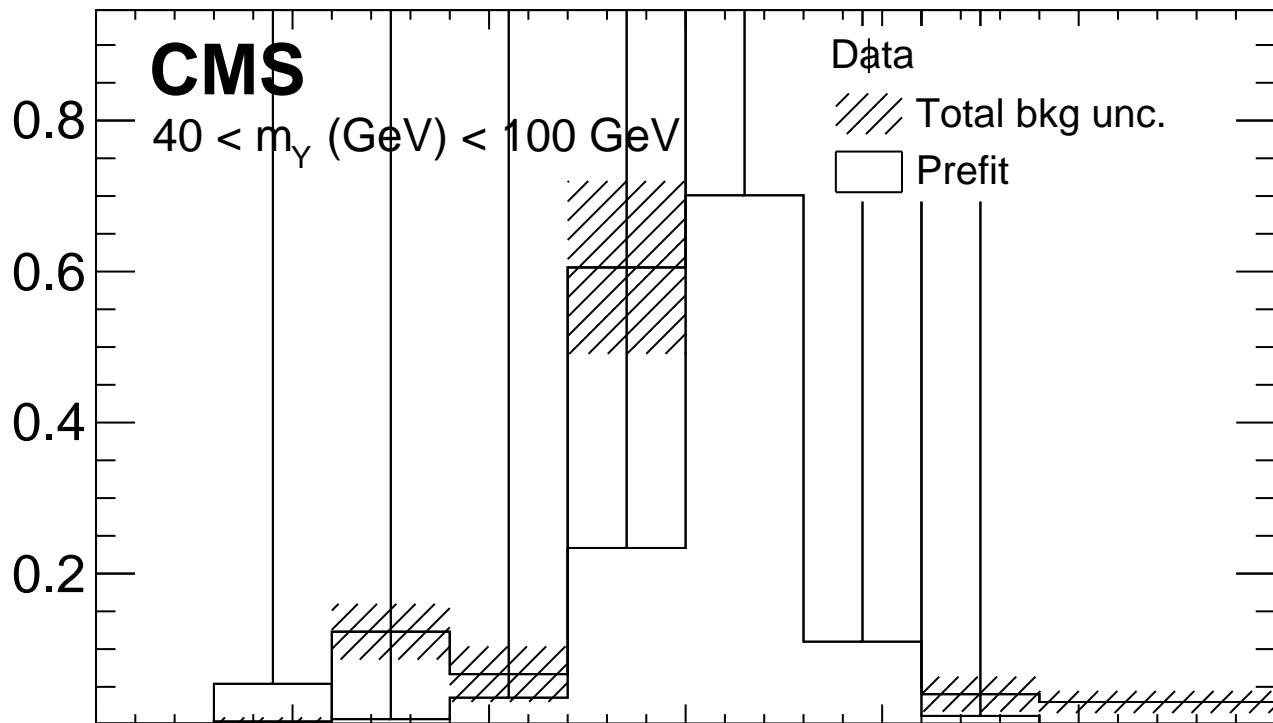 CMS
40 < m_Y (GeV) < 100 GeV
Data
Total bkg unc.
Prefit
0.8
0.6
0.4
0.2